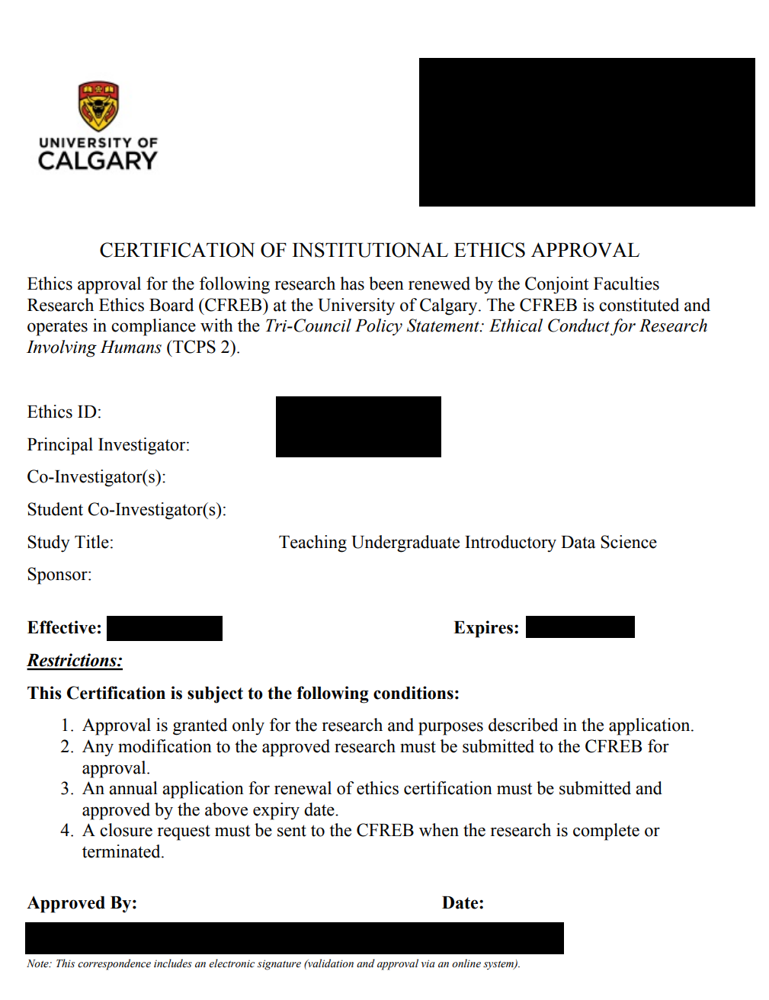 UNIVERSITY OF
CALGARY
CERTIFICATION OF INSTITUTIONAL ETHICS APPROVAL
Ethics approval for the following research has been renewed by the Conjoint Faculties
Research Ethics Board (CFREB) at the University of Calgary. The CFREB is constituted and
operates in compliance with the Tri-Council Policy Statement: Ethical Conduct for Research
Involving Humans (TCPS 2).
Ethics ID:
Principal Investigator:
Co-Investigator(s):
Student Co-Investigator(s):
Study Title: Teaching Undergraduate Introductory Data Science
Sponsor:
Effective: Expires:
Restrictions:
This Certification is subject to the following conditions:
1. Approval is granted only for the research and purposes described in the application.
2. Any modification to the approved research must be submitted to the CFREB for
approval.
3. An annual application for renewal of ethics certification must be submitted and
approved by the above expiry date.
4. A closure request must be sent to the CFREB when the research is complete or
terminated.
Approved By: Date:
Note: This correspondence includes an electronic signature (validation and approval via an online system).